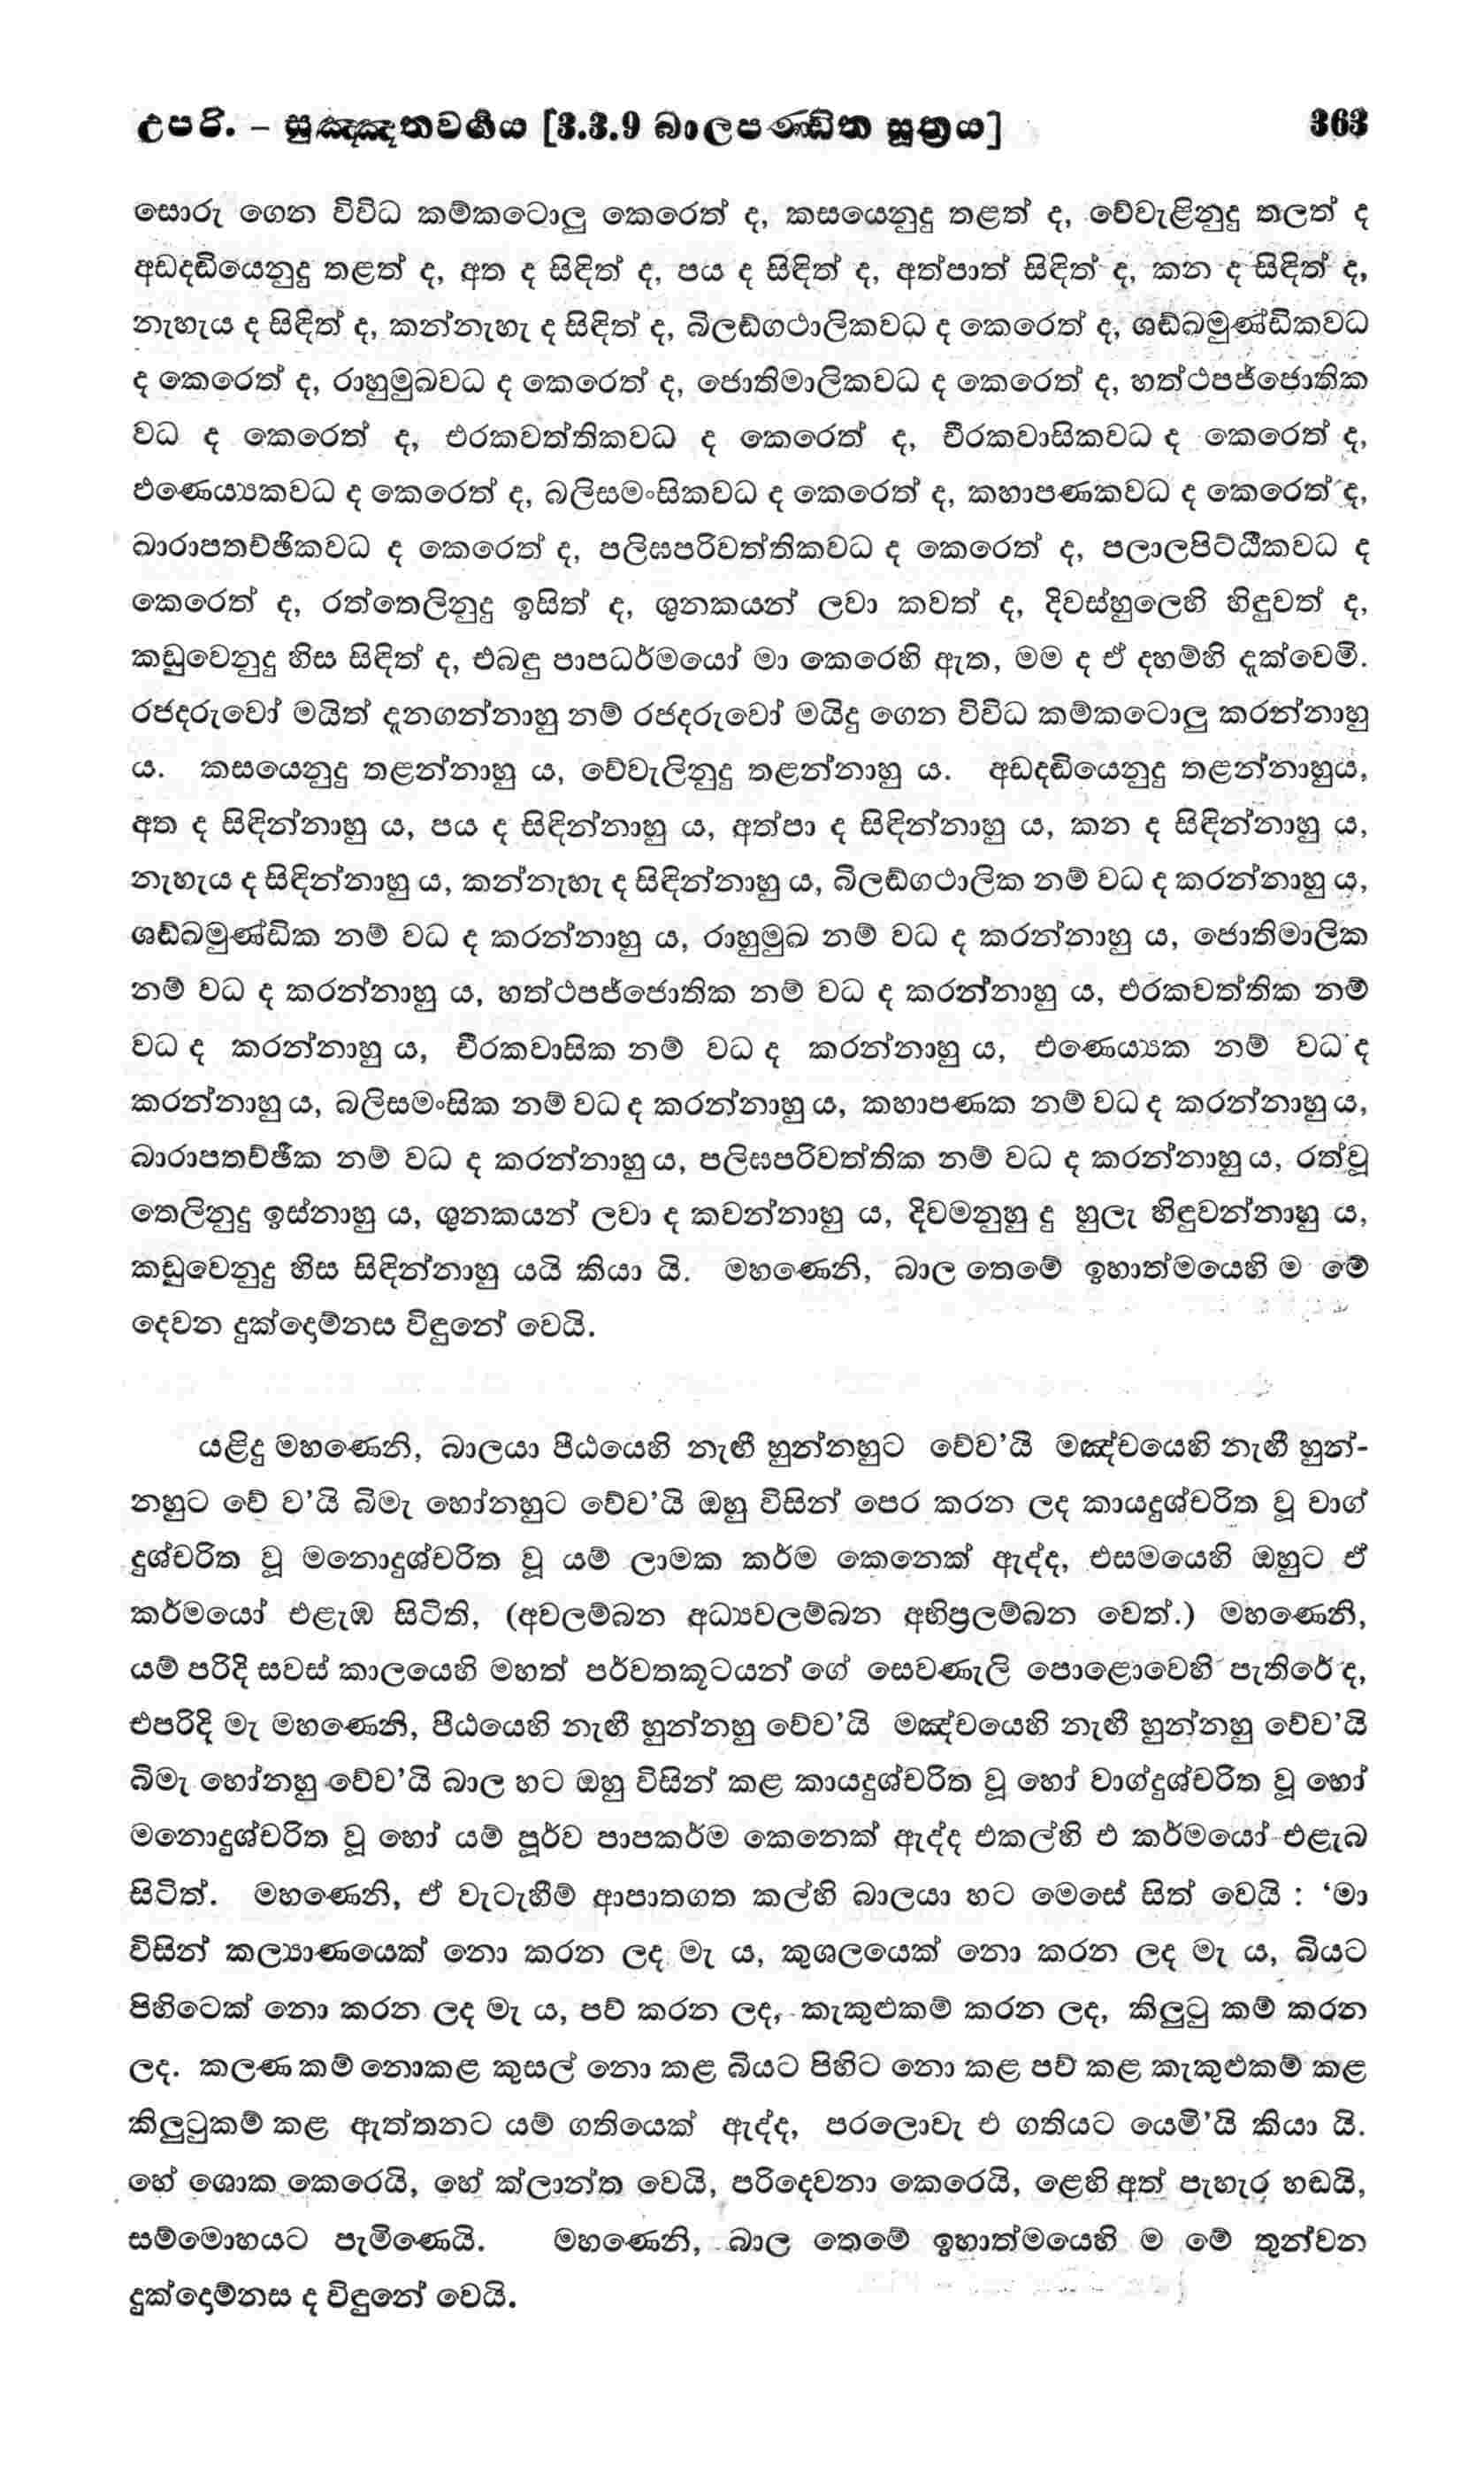 උපරි. – සුඤ්ඤතවර්‍ගය [3.3.9 බාලපණ්ඩිත සූත්‍රය] 363
සොරු ගෙන විවිධ කම්කටොලු කෙරෙත් ද, කසයෙනුදු තළත් ද, වේවැළිනුදු තලත් ද
අඩදඬියෙනුදු තළත් ද, අත ද සිඳිත් ද, පය ද සිඳිත් ද, අත්පාත් සිඳිත් ද, කන ද සිඳිත් ද,
නැහැය ද සිඳිත් ද, කන්නැහැ ද සිඳිත් ද, බිලඬ්ගථාලිකවධ ද කෙරෙත් ද, ශඬ්ඛමුණ්ඩිකවධ
ද කෙරෙත් ද, රාහුමුඛවධ ද කෙරෙත් ද, ජොතිමාලිකවධ ද කෙරෙත් ද, හත්ථපජ්ජොතික
වධ ද කෙරෙත් ද, එරකවත්තිකවධ ද කෙරෙත් ද, චීරකවාසිකවධ ද කෙරෙත් ද,
ඵණෙය්‍යකවධ ද කෙරෙත් ද, බලිසමංසිකවධ ද කෙරෙත් ද, කහාපණකවධ ද කෙරෙත් ද,
ඛාරාපතච්ඡිකවධ ද කෙරෙත් ද, පලිඝපරිවත්තිකවධ ද කෙරෙත් ද, පලාලපිට්ඨිකවධ ද
කෙරෙත් ද, රත්තෙලිනුදු ඉසිත් ද, ශුනකයන් ලවා කවත් ද, දිවස්හුලෙහි හිඳුවත් ද,
කඩුවෙනුදු හිස සිඳිත් ද, එබඳු පාපධර්මයෝ මා කෙරෙහි ඇත, මම ද ඒ දහම්හි දැක්වෙමි.
රජදරුවෝ මයිත් දැනගන්නාහු නම් රජදරුවෝ මයිදු ගෙන විවිධ කම්කටොලු කරන්නාහු
ය. කසයෙනුදු තළන්නාහු ය, වේවැලිනුදු තළන්නාහු ය. අඩදඬියෙනුදු තළන්නාහුය,
අත ද සිඳින්නාහු ය, පය ද සිඳින්නාහු ය, අත්පා ද සිඳින්නාහු ය, කන ද සිඳින්නාහු ය,
නැහැය ද සිඳින්නාහු ය, කන්නැහැ ද සිඳින්නාහු ය, බිලඬ්ගථාලික නම් වධ ද කරන්නාහු ය,
ශඬ්ඛමුණ්ඩික නම් වධ ද කරන්නාහු ය, රාහුමුඛ නම් වධ ද කරන්නාහු ය, ජොතිමාලික
නම් වධ ද කරන්නාහු ය, හත්ථපජ්ජොතික නම් වධ ද කරන්නාහු ය, එරකවත්තික නම්
වධ ද කරන්නාහු ය, චීරකවාසික නම් වධ ද කරන්නාහු ය, එණෙය්‍යක නම් වධ ද
කරන්නාහු ය, බලිසමංසික නම් වධ ද කරන්නාහු ය, කහාපණක නම් වධ ද කරන්නාහු ය,
ඛාරාපතච්ඡික නම් වධ ද කරන්නාහු ය, පලිඝපරිවත්තික නම් වධ ද කරන්නාහු ය, රත්වූ
තෙලිනුදු ඉස්නාහු ය, ශුනකයන් ලවා ද කවන්නාහු ය, දිවමනුහු දු හුලැ හිඳුවන්නාහු ය,
කඩුවෙනුදු හිස සිඳින්නාහු යයි කියා යි. මහණෙනි, බාල තෙමේ ඉහාත්මයෙහි ම මේ
දෙවන දුක්දොම්නස විඳුනේ වෙයි.
යළිදු මහණෙනි, බාලයා පීඨයෙහි නැඟී හුන්නහුට වේව’යි මඤ්චයෙහි නැඟී හුන්-
නහුට වේ ව’යි බිමැ හෝනහුට වේව’යි ඔහු විසින් පෙර කරන ලද කායදුශ්චරිත වූ වාග්
දුශ්චරිත වූ මනොදුශ්චරිත වූ යම් ලාමක කර්ම කෙනෙක් ඇද්ද, එසමයෙහි ඔහුට ඒ
කර්මයෝ එළැඹ සිටිති, (අවලම්බන අධ්‍යවලම්බන අභිප්‍රලම්බන වෙත්.) මහණෙනි,
යම් පරිදි සවස් කාලයෙහි මහත් පර්වතකූටයන් ගේ සෙවණැලි පොළොවෙහි පැතිරේ ද,
එපරිදි මැ මහණෙනි, පීඨයෙහි නැඟී හුන්නහු වේව’යි මඤ්චයෙහි නැඟී හුන්නහු වේව’යි
බිමැ හෝනහු වේව’යි බාල හට ඔහු විසින් කළ කායදුශ්චරිත වූ හෝ වාග්දුශ්චරිත වූ හෝ
මනොදුශ්චරිත වූ හෝ යම් පූර්ව පාපකර්ම කෙනෙක් ඇද්ද එකල්හි එ කර්මයෝ එළැබ
සිටිත්. මහණෙනි, ඒ වැටැහීම් ආපාතගත කල්හි බාලයා හට මෙසේ සිත් වෙයි : ‘මා
විසින් කල්‍යාණයෙක් නො කරන ලද මැ ය, කුශලයෙක් නො කරන ලද මැ ය, බියට
පිහිටෙක් නො කරන ලද මැ ය, පව් කරන ලද, කැකුළුකම් කරන ලද, කිලුටු කම් කරන
ලද. කලණ කම් නොකළ කුසල් නො කළ බියට පිහිට නො කළ පව් කළ කැකුළුකම් කළ
කිලුටුකම් කළ ඇත්තනට යම් ගතියෙක් ඇද්ද, පරලොවැ එ ගතියට යෙමි’යි කියා යි.
හේ ශොක කෙරෙයි, හේ ක්ලාන්ත වෙයි, පරිදෙවනා කෙරෙයි, ළෙහි අත් පැහැර හඬයි,
සම්මොහයට පැමිණෙයි. මහණෙනි, බාල තෙමේ ඉහාත්මයෙහි ම මේ තුන්වන
දුක්දොම්නස ද විඳුනේ වෙයි.